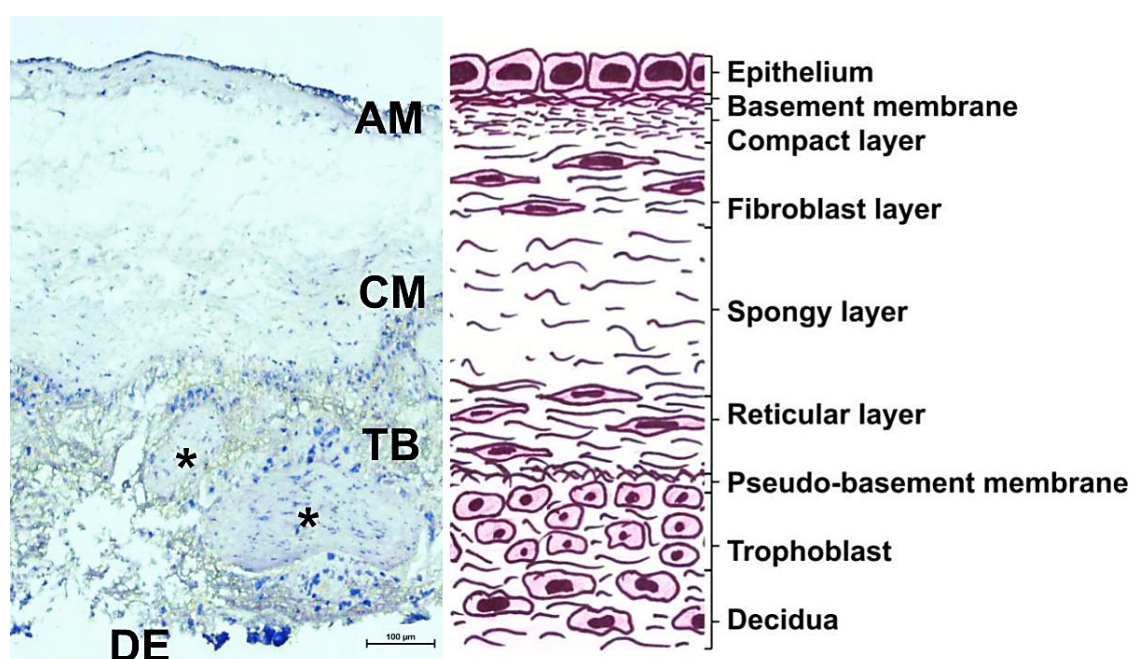 AM
CM
TB
*
*
DE
100 µm
Epithelium
Basement membrane
Compact layer
Fibroblast layer
Spongy layer
Reticular layer
Pseudo-basement membrane
Trophoblast
Decidua